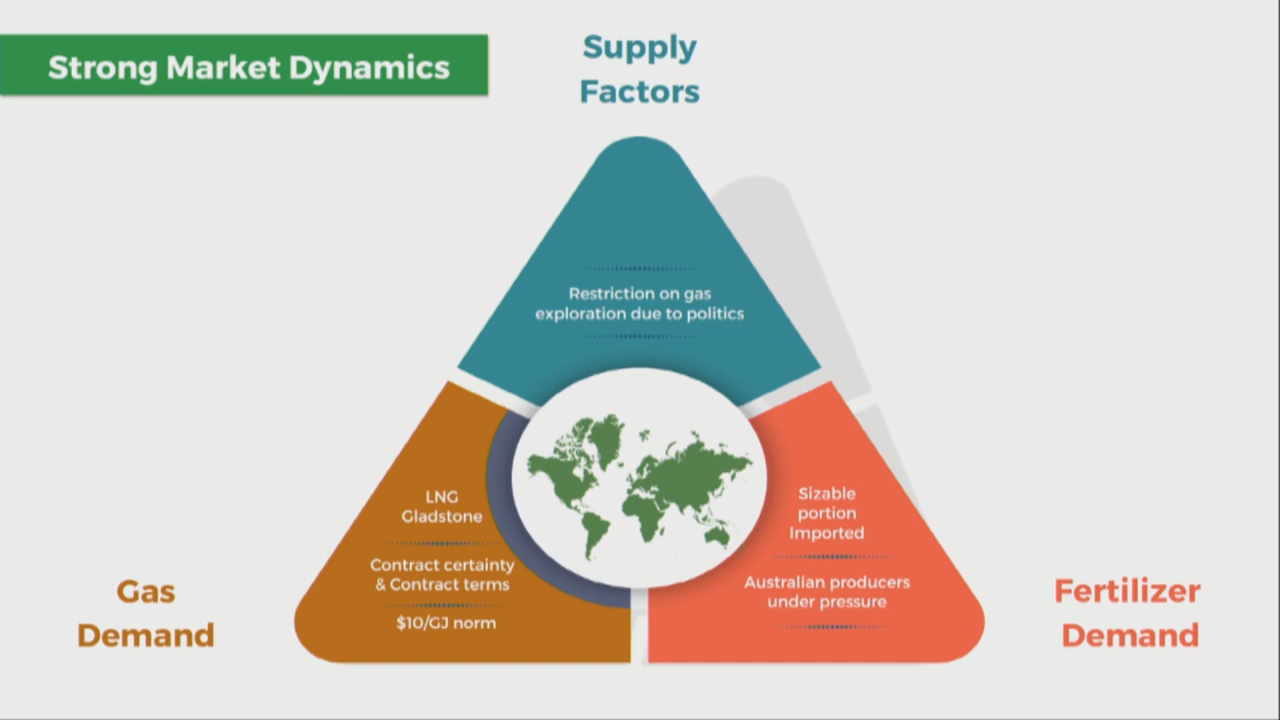 Strong Market Dynamics
Supply
Factors
Restriction on gas
exploration due to politics
LNG
Gladstone
Contract certainty
& Contract terms
$10/GJ norm
Sizable
portion
Imported
Australian producers
under pressure
Gas
Demand
Fertilizer
Demand